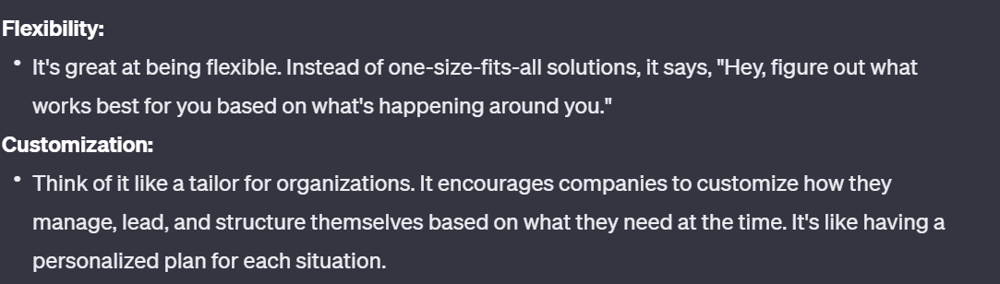 Flexibility:
• It's great at being flexible. Instead of one-size-fits-all solutions, it says, "Hey, figure out what
works best for you based on what's happening around you."
Customization:
• Think of it like a tailor for organizations. It encourages companies to customize how they
manage, lead, and structure themselves based on what they need at the time. It's like having a
personalized plan for each situation.